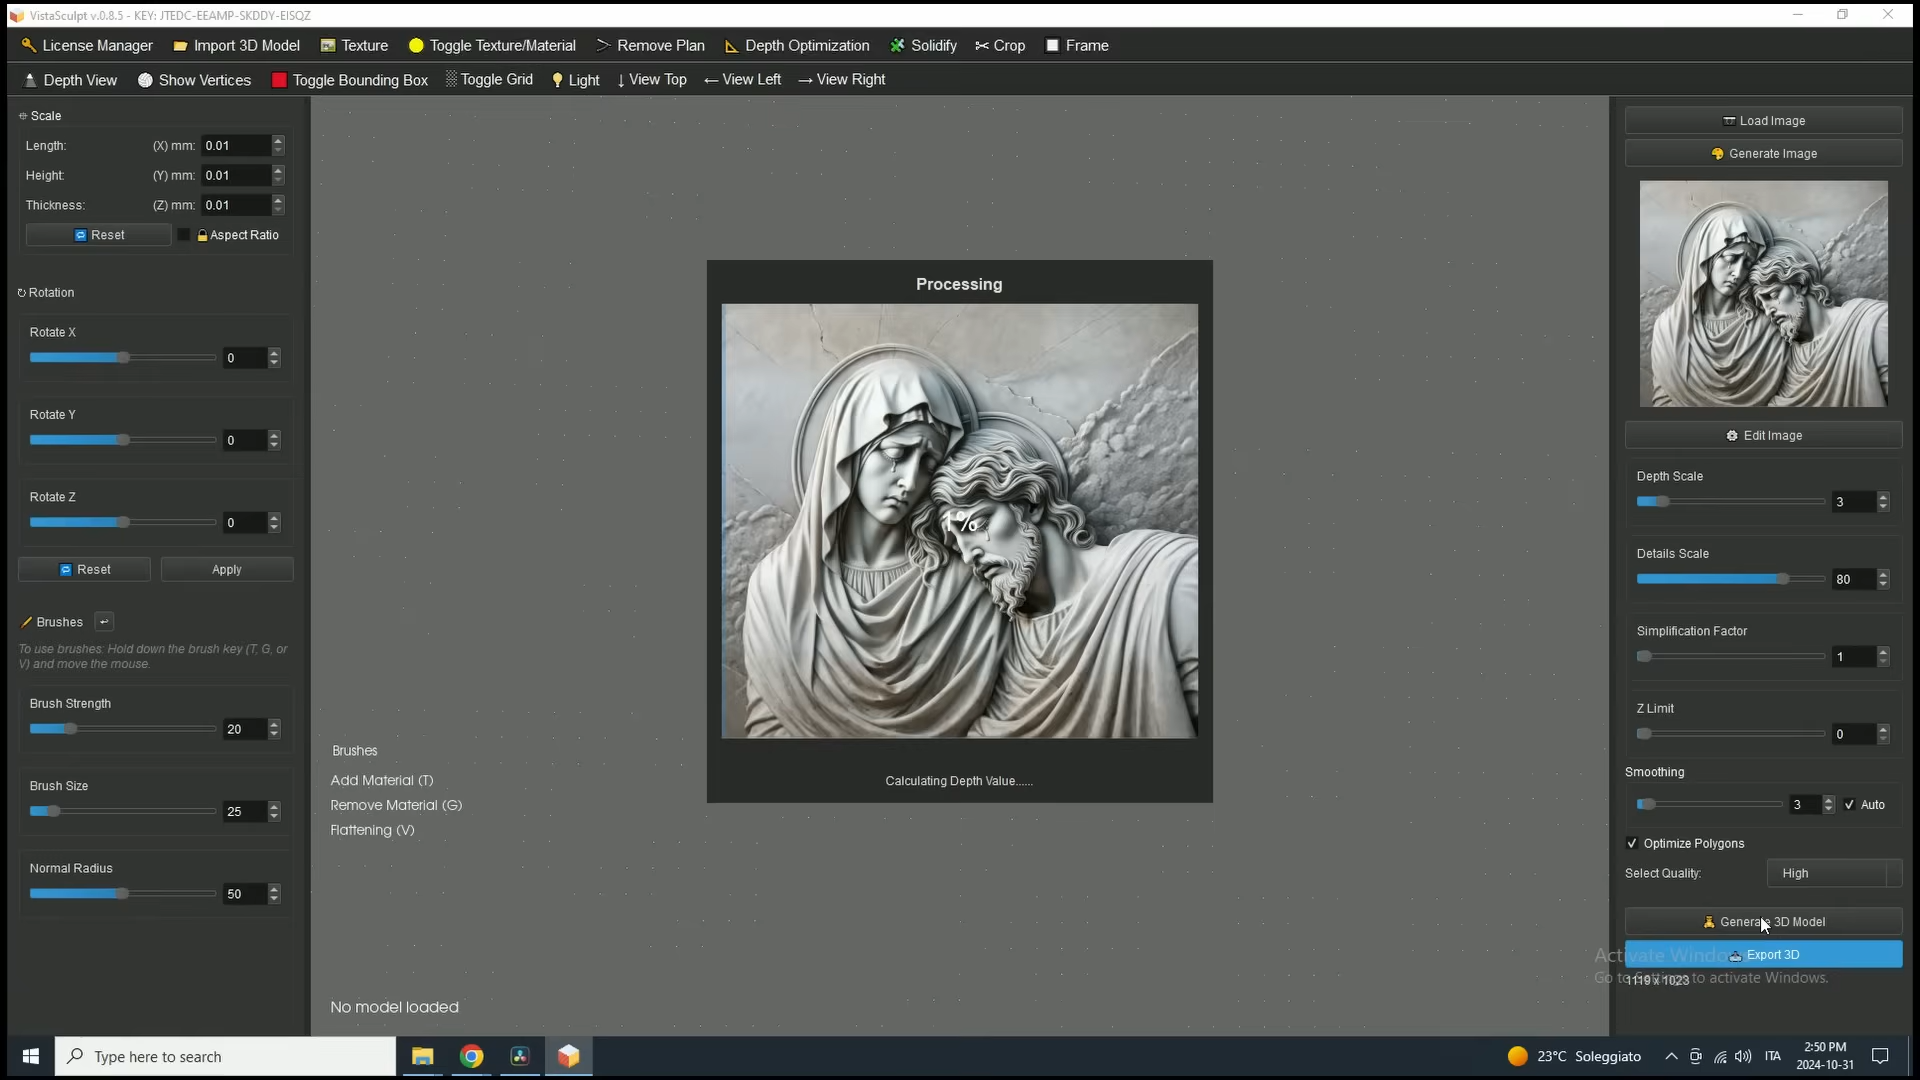 VistaSculpt v.0.8.5 - KEY: JTEDC-EEAMP-SKDDY-EISQZ
License Manager Import 3D Model Texture Toggle Texture/Material Remove Plan Depth Optimization Solidify Crop Frame
Depth View Show Vertices Toggle Bounding Box Toggle Grid Light ↓ View Top ← View Left → View Right
Scale
Length: (X) mm: 0.01
Height: (Y) mm: 0.01
Thickness: (Z) mm: 0.01
Reset Aspect Ratio
Rotation
Rotate X
0
Rotate Y
0
Rotate Z
0
Reset Apply
Brushes
To use brushes: Hold down the brush key (T, G, or
V) and move the mouse.
Brush Strength
20
Brush Size
25
Normal Radius
50
Processing
1%
Calculating Depth Value......
Brushes
Add Material (T)
Remove Material (G)
Flattening (V)
No model loaded
Load Image
Generate Image
Edit Image
Depth Scale
3
Details Scale
80
Simplification Factor
1
Z Limit
0
Smoothing
3 Auto
Optimize Polygons
Select Quality: High
Generate 3D Model
Export 3D
Activate Windows
Go to Settings to activate Windows.
1119 x 1023
Type here to search
23°C Soleggiato ITA 2:50 PM
2024-10-31